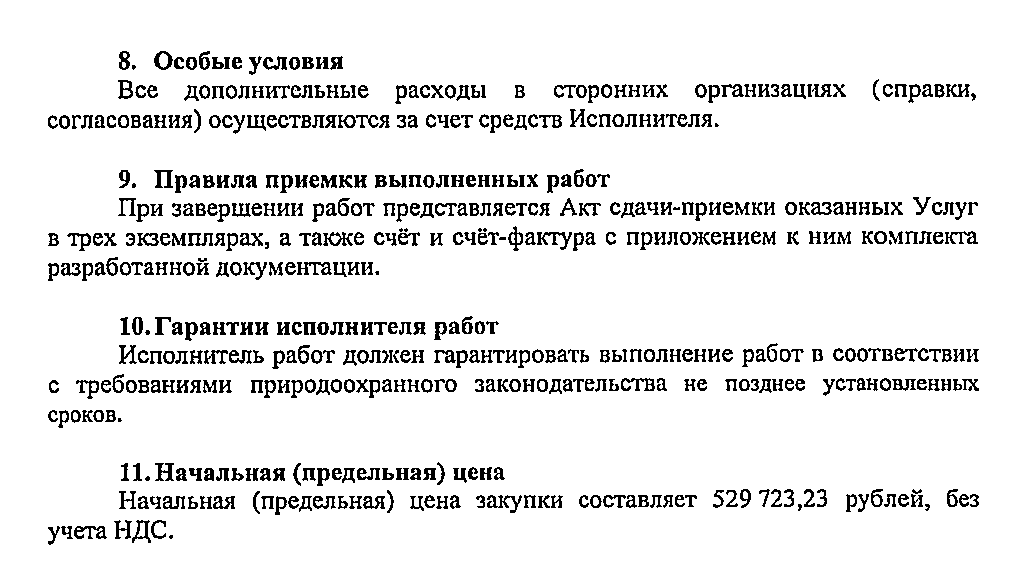 8. Особые условия
Все дополнительные расходы в сторонних организациях (справки,
согласования) осуществляются за счет средств Исполнителя.
9. Правила приемки выполненных работ
При завершении работ представляется Акт сдачи-приемки оказанных Услуг
в трех экземплярах, а также счёт и счёт-фактура с приложением к ним комплекта
разработанной документации.
10. Гарантии исполнителя работ
Исполнитель работ должен гарантировать выполнение работ в соответствии
с требованиями природоохранного законодательства не позднее установленных
сроков.
11. Начальная (предельная) цена
Начальная (предельная) цена закупки составляет 529 723,23 рублей, без
учета НДС.